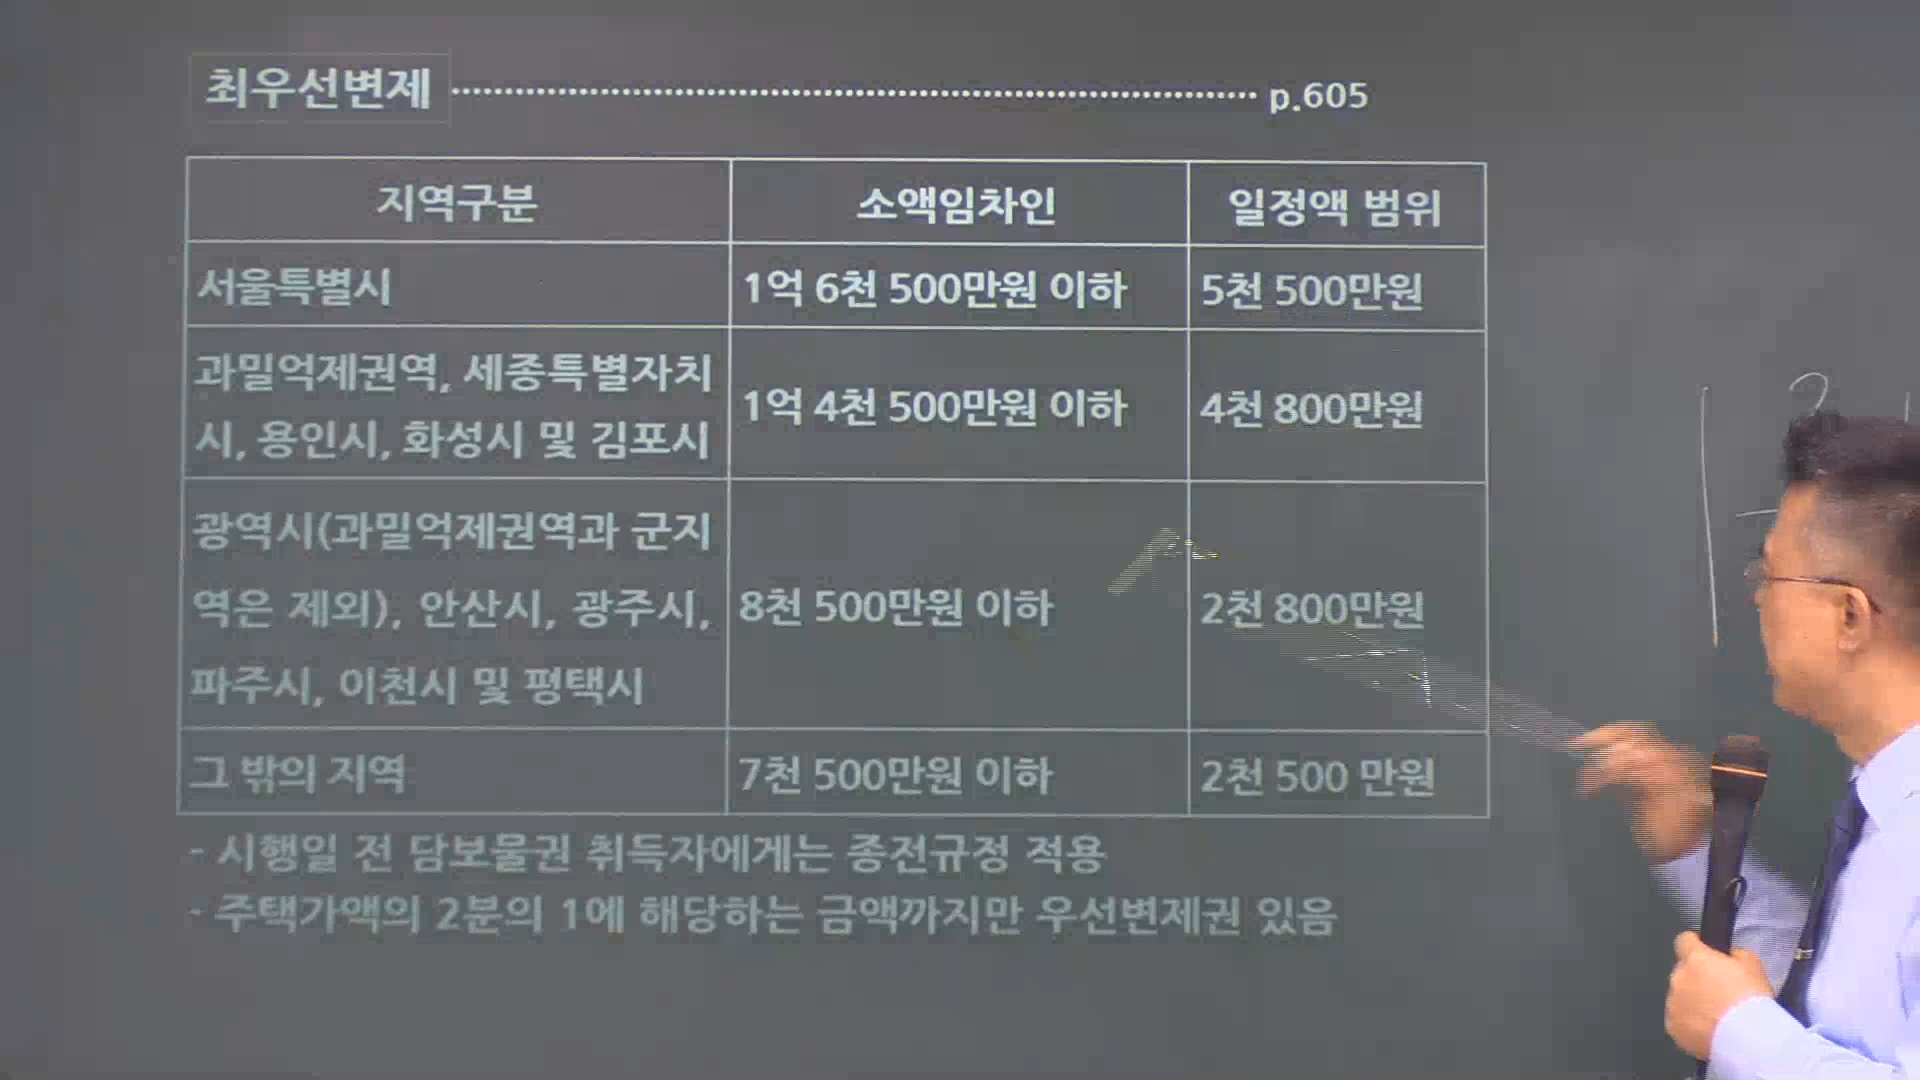 최우선변제 ································ p.605
지역구분 소액임차인 일정액 범위
서울특별시 1억 6천 500만원 이하 5천 500만원
과밀억제권역, 세종특별자치
시, 용인시, 화성시 및 김포시
1억 4천 500만원 이하 4천 800만원
광역시(과밀억제권역과 군지
역은 제외), 안산시, 광주시,
파주시, 이천시 및 평택시
8천 500만원 이하 2천 800만원
그 밖의 지역 7천 500만원 이하 2천 500 만원
- 시행일 전 담보물권 취득자에게는 종전규정 적용
- 주택가액의 2분의 1에 해당하는 금액까지만 우선변제권 있음